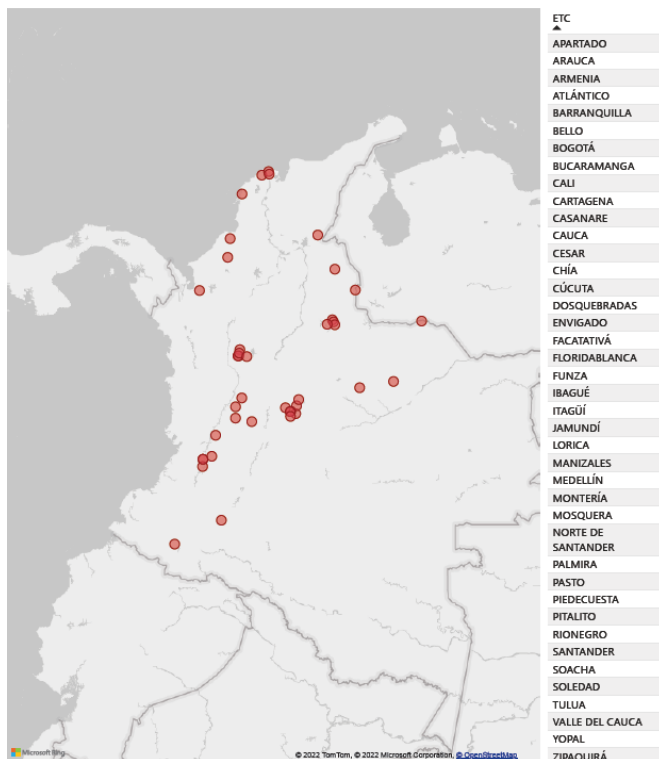 ETC
APARTADO
ARAUCA
ARMENIA
ATLÁNTICO
BARRANQUILLA
BELLO
BOGOTÁ
BUCARAMANGA
CALI
CARTAGENA
CASANARE
CAUCA
CESAR
CHÍA
CÚCUTA
DOSQUEBRADAS
ENVIGADO
FACATATIVÁ
FLORIDABLANCA
FUNZA
IBAGUÉ
ITAGÜÍ
JAMUNDÍ
LORICA
MANIZALES
MEDELLÍN
MONTERÍA
MOSQUERA
NORTE DE
SANTANDER
PALMIRA
PASTO
PIEDECUESTA
PITALITO
RIONEGRO
SANTANDER
SOACHA
SOLEDAD
TULUA
VALLE DEL CAUCA
YOPAL
ZIPAQUIRÁ
Microsoft Bing
© 2022 TomTom, © 2022 Microsoft Corporation, © OpenStreetMap